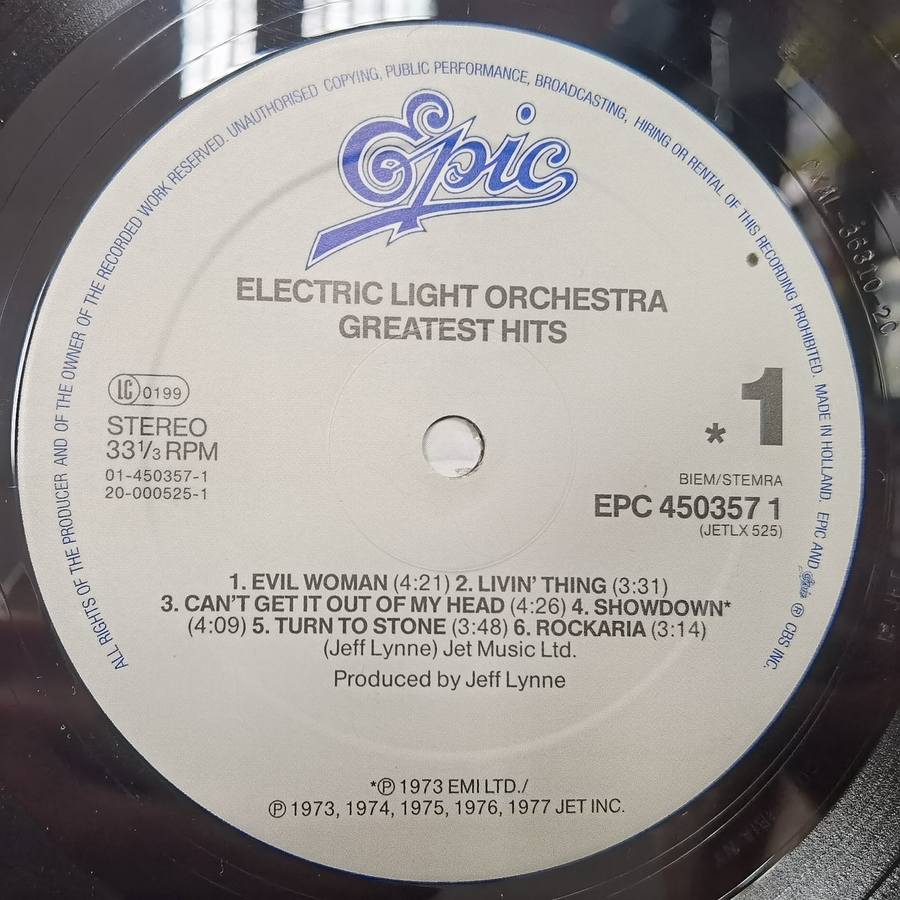 ALL RIGHTS OF THE PRODUCER AND OF THE OWNER OF THE RECORDED WORK RESERVED. UNAUTHORISED COPYING, PUBLIC PERFORMANCE, BROADCASTING, HIRING OR RENTAL OF THIS RECORDING PROHIBITED. MADE IN HOLLAND. EPIC AND Epic ℗ CBS INC.
Epic
ELECTRIC LIGHT ORCHESTRA
GREATEST HITS
LC 0199
STEREO
33 1/3 RPM
01-450357-1
20-000525-1
*1
BIEM/STEMRA
EPC 450357 1
(JETLX 525)
1. EVIL WOMAN (4:21) 2. LIVIN' THING (3:31)
3. CAN'T GET IT OUT OF MY HEAD (4:26) 4. SHOWDOWN*
(4:09) 5. TURN TO STONE (3:48) 6. ROCKARIA (3:14)
(Jeff Lynne) Jet Music Ltd.
Produced by Jeff Lynne
*℗ 1973 EMI LTD./
℗ 1973, 1974, 1975, 1976, 1977 JET INC.